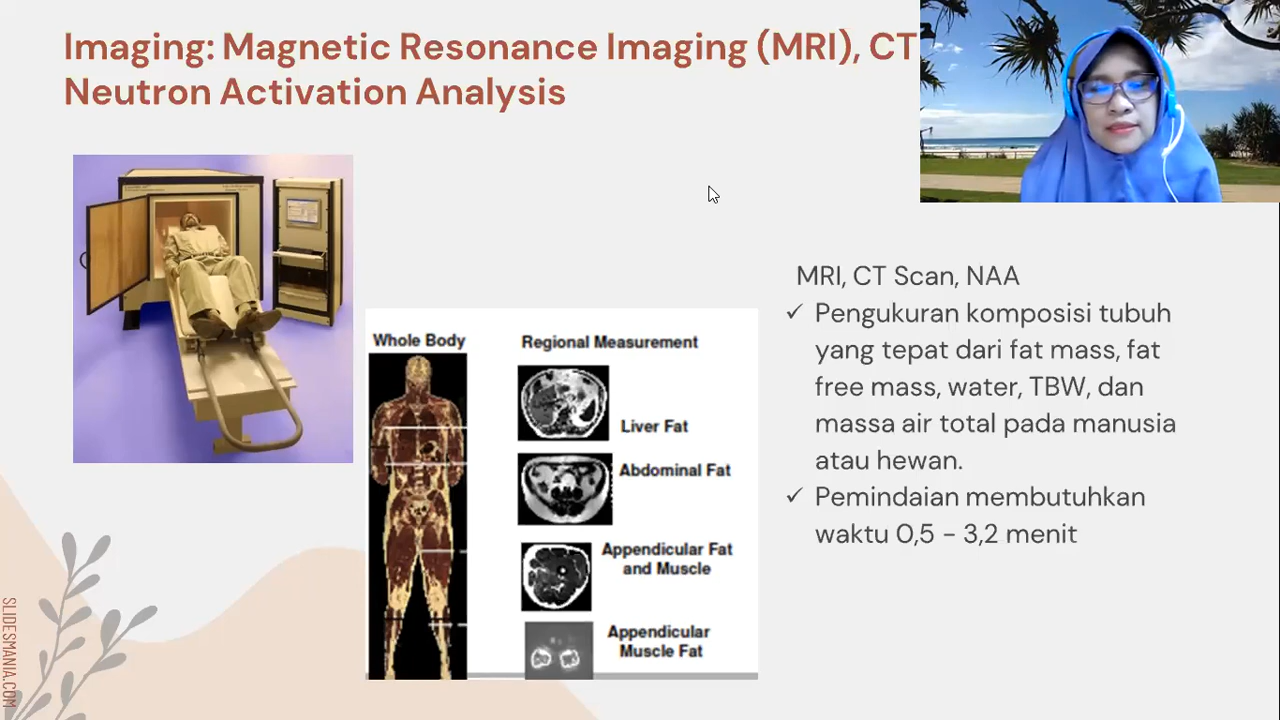 Imaging: Magnetic Resonance Imaging (MRI), CT
Neutron Activation Analysis
Whole Body
Regional Measurement
Liver Fat
Abdominal Fat
Appendicular Fat
and Muscle
Appendicular
Muscle Fat
MRI, CT Scan, NAA
✓ Pengukuran komposisi tubuh
yang tepat dari fat mass, fat
free mass, water, TBW, dan
massa air total pada manusia
atau hewan.
✓ Pemindaian membutuhkan
waktu 0,5 – 3,2 menit
SLIDESMANIA.COM